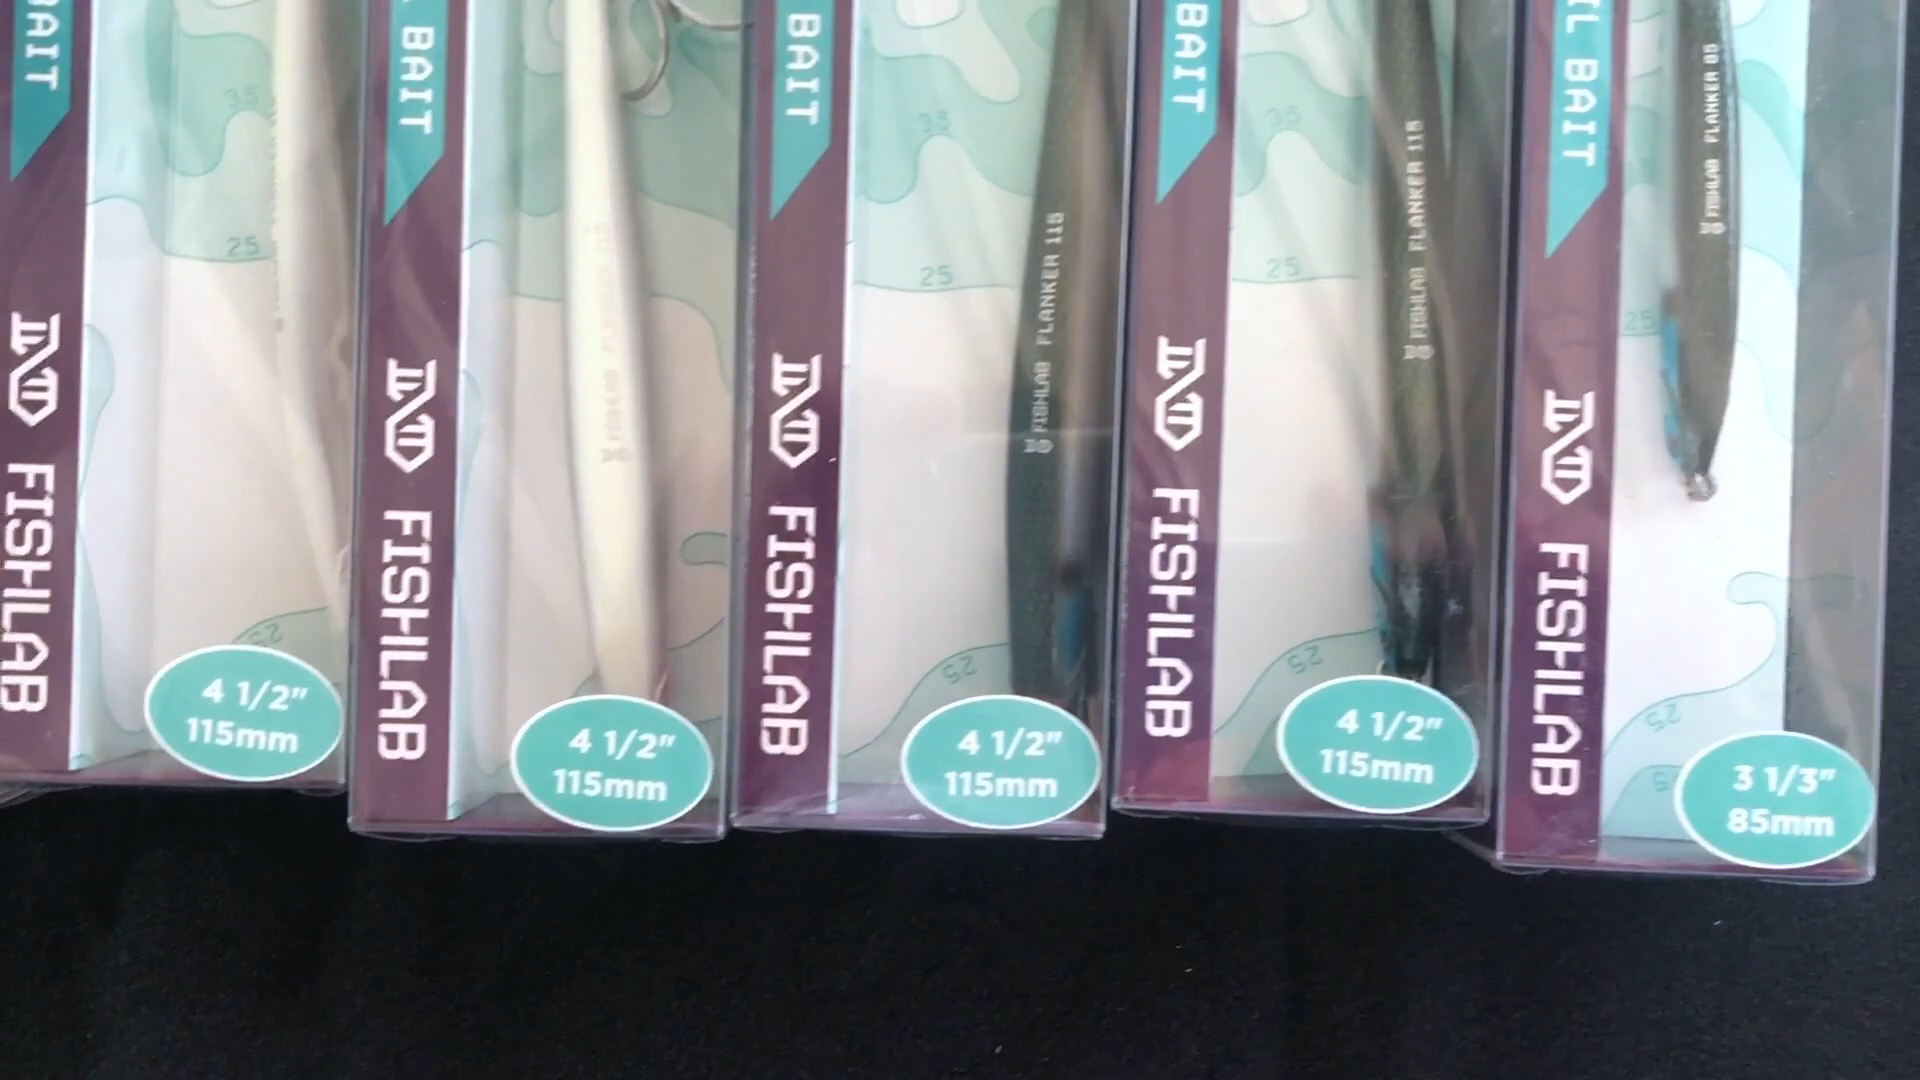 BAIT
FISHLAB
35
25
25
4 1/2"
115mm
BAIT
FISHLAB
4 1/2"
115mm
BAIT
FISHLAB
35
25
FISHLAB FLANKER 115
25
4 1/2"
115mm
BAIT
FISHLAB
35
25
FISHLAB FLANKER 115
25
4 1/2"
115mm
IL BAIT
FISHLAB
FISHLAB FLANKER 85
25
25
3 1/3"
85mm